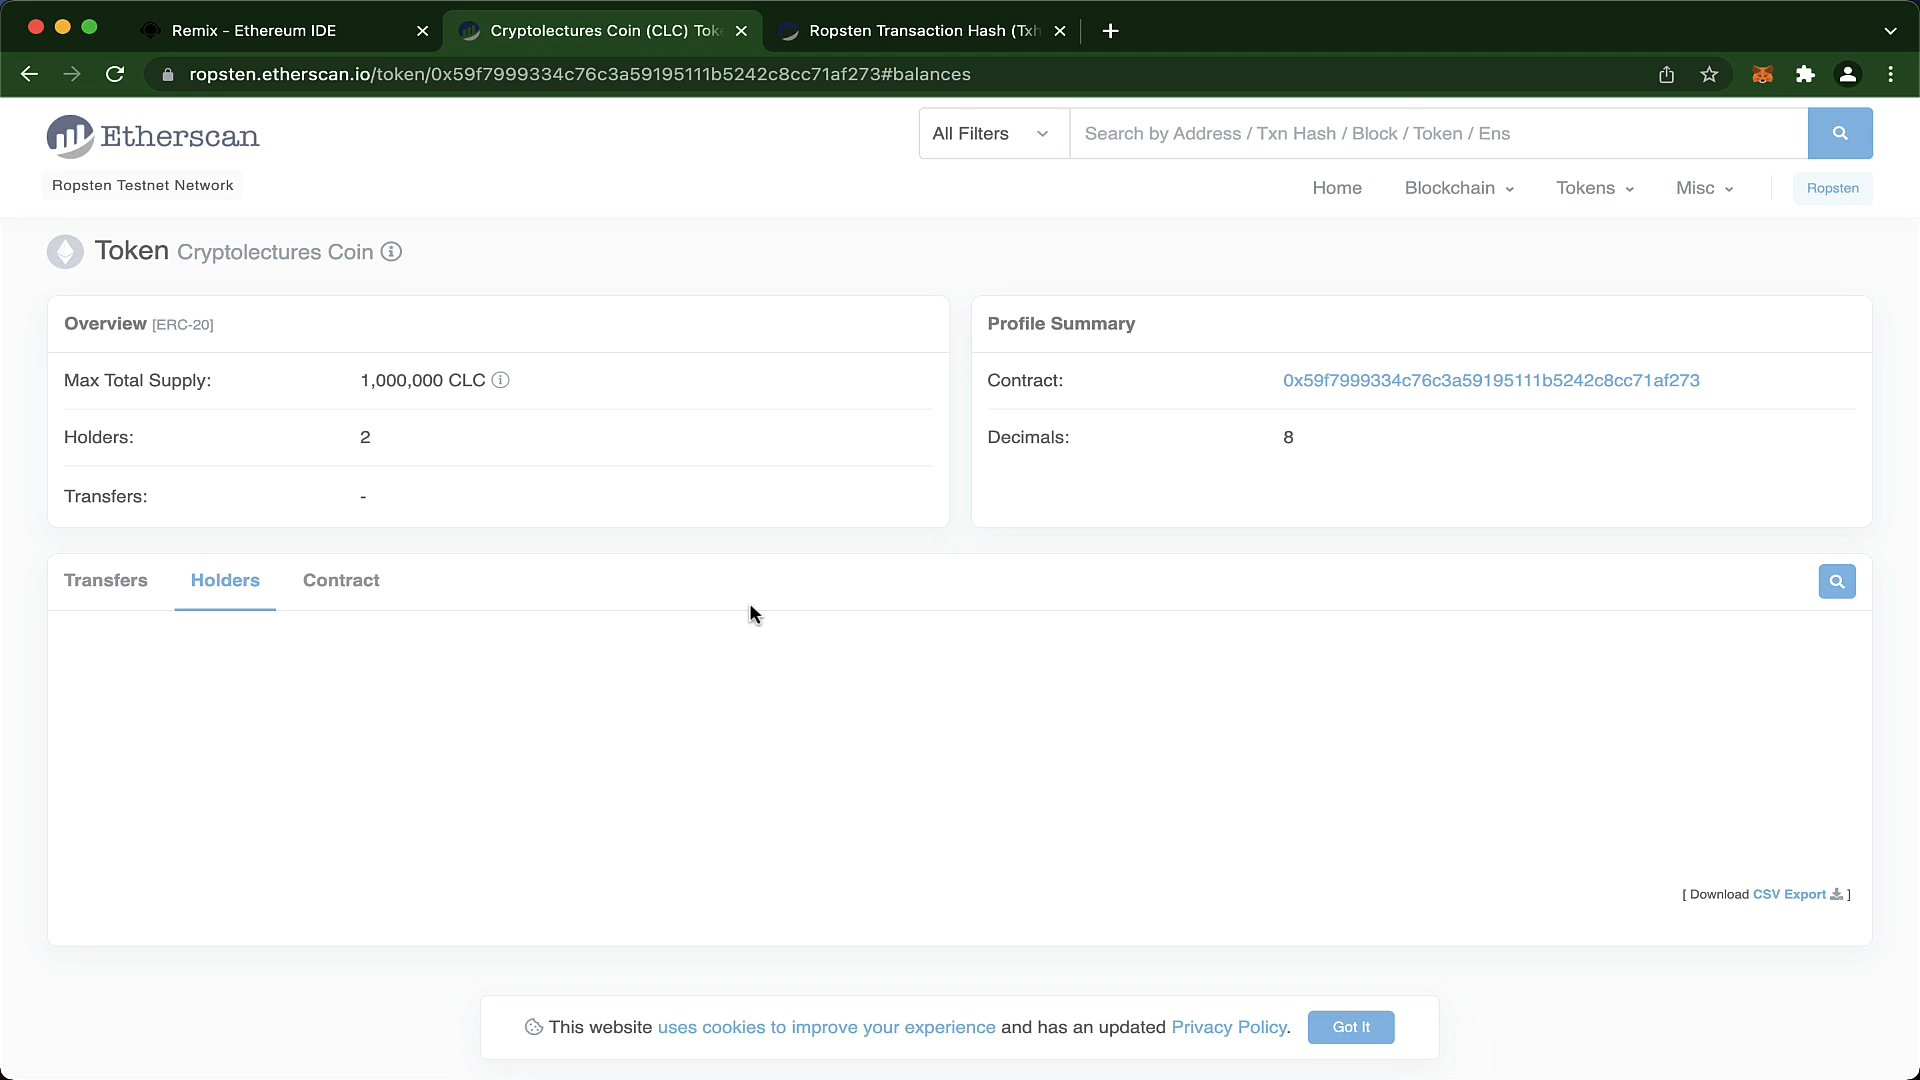 Remix - Ethereum IDE
Cryptolectures Coin (CLC) Tok
Ropsten Transaction Hash (Txh
ropsten.etherscan.io/token/0x59f7999334c76c3a59195111b5242c8cc71af273#balances
Etherscan
All Filters
Search by Address / Txn Hash / Block / Token / Ens
Ropsten Testnet Network
Home
Blockchain
Tokens
Misc
Ropsten
Token Cryptolectures Coin
Overview [ERC-20]
Max Total Supply: 1,000,000 CLC
Holders: 2
Transfers: -
Profile Summary
Contract: 0x59f7999334c76c3a59195111b5242c8cc71af273
Decimals: 8
Transfers Holders Contract
[ Download CSV Export ]
This website uses cookies to improve your experience and has an updated Privacy Policy. Got It